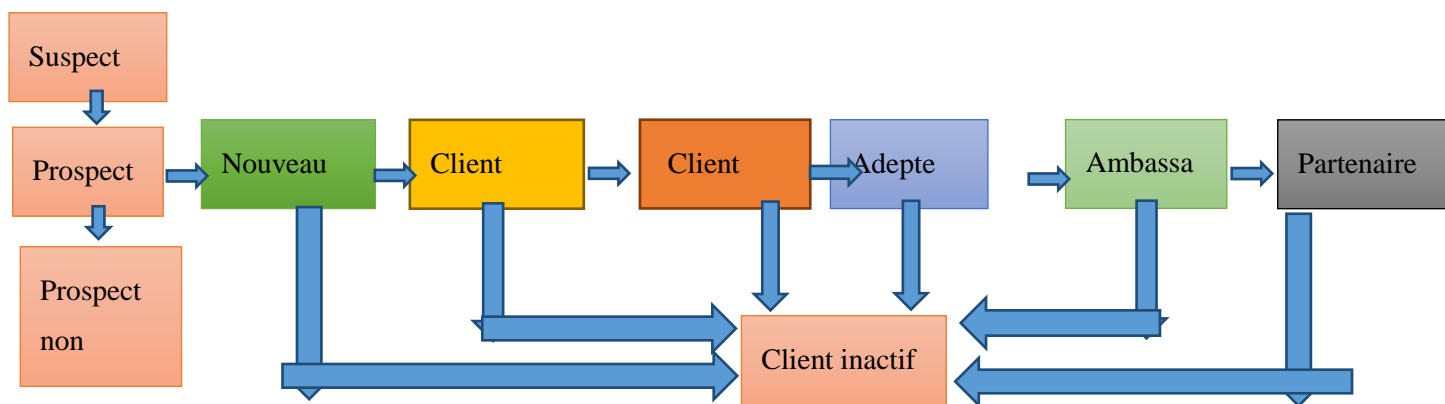 Suspect
Prospect
Nouveau
Client
Client
Adepte
Ambassa
Partenaire
Prospect
non
Client inactif